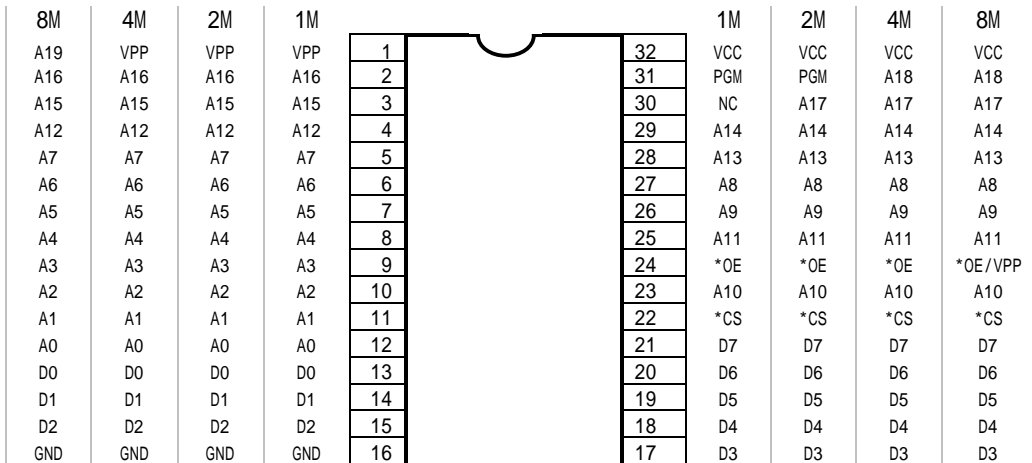 8M 4M 2M 1M 1M 2M 4M 8M
A19 VPP VPP VPP 1 32 VCC VCC VCC VCC
A16 A16 A16 A16 2 31 PGM PGM A18 A18
A15 A15 A15 A15 3 30 NC A17 A17 A17
A12 A12 A12 A12 4 29 A14 A14 A14 A14
A7 A7 A7 A7 5 28 A13 A13 A13 A13
A6 A6 A6 A6 6 27 A8 A8 A8 A8
A5 A5 A5 A5 7 26 A9 A9 A9 A9
A4 A4 A4 A4 8 25 A11 A11 A11 A11
A3 A3 A3 A3 9 24 *OE *OE *OE *OE/VPP
A2 A2 A2 A2 10 23 A10 A10 A10 A10
A1 A1 A1 A1 11 22 *CS *CS *CS *CS
A0 A0 A0 A0 12 21 D7 D7 D7 D7
D0 D0 D0 D0 13 20 D6 D6 D6 D6
D1 D1 D1 D1 14 19 D5 D5 D5 D5
D2 D2 D2 D2 15 18 D4 D4 D4 D4
GND GND GND GND 16 17 D3 D3 D3 D3